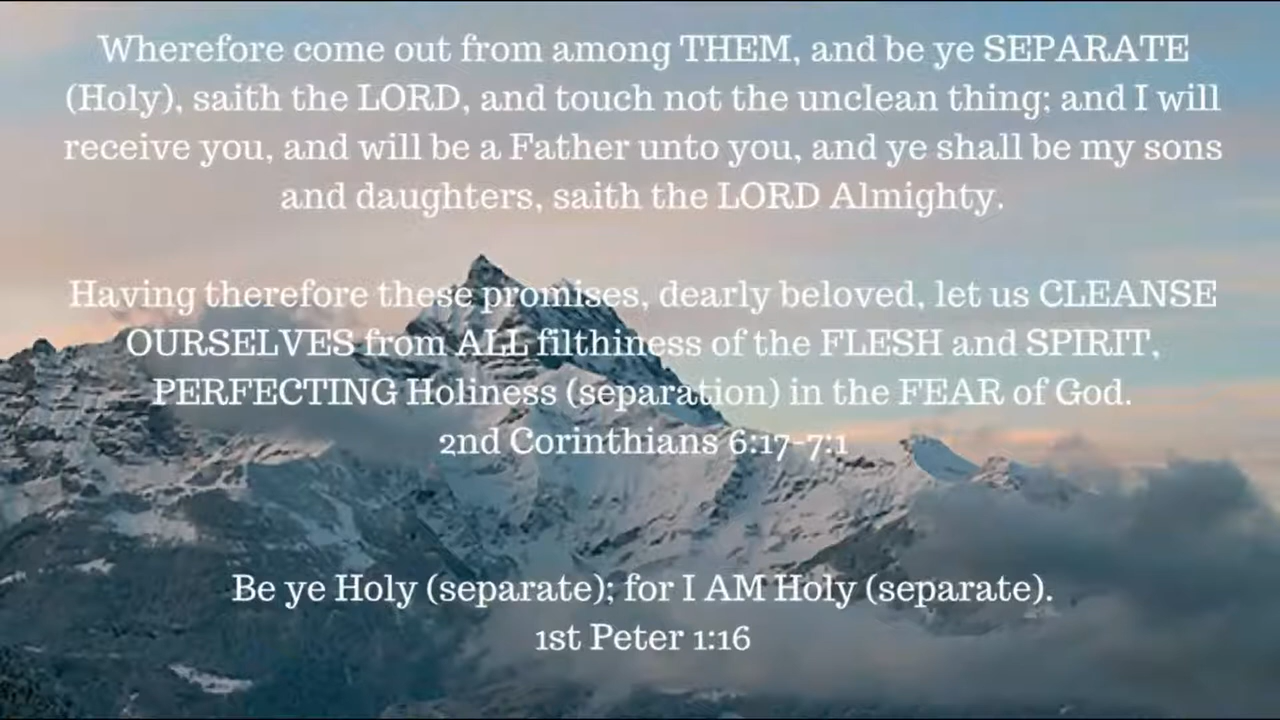 Wherefore come out from among THEM, and be ye SEPARATE
(Holy), saith the LORD, and touch not the unclean thing; and I will
receive you, and will be a Father unto you, and ye shall be my sons
and daughters, saith the LORD Almighty.
Having therefore these promises, dearly beloved, let us CLEANSE
OURSELVES from ALL filthiness of the FLESH and SPIRIT,
PERFECTING Holiness (separation) in the FEAR of God.
2nd Corinthians 6:17-7:1
Be ye Holy (separate); for I AM Holy (separate).
1st Peter 1:16